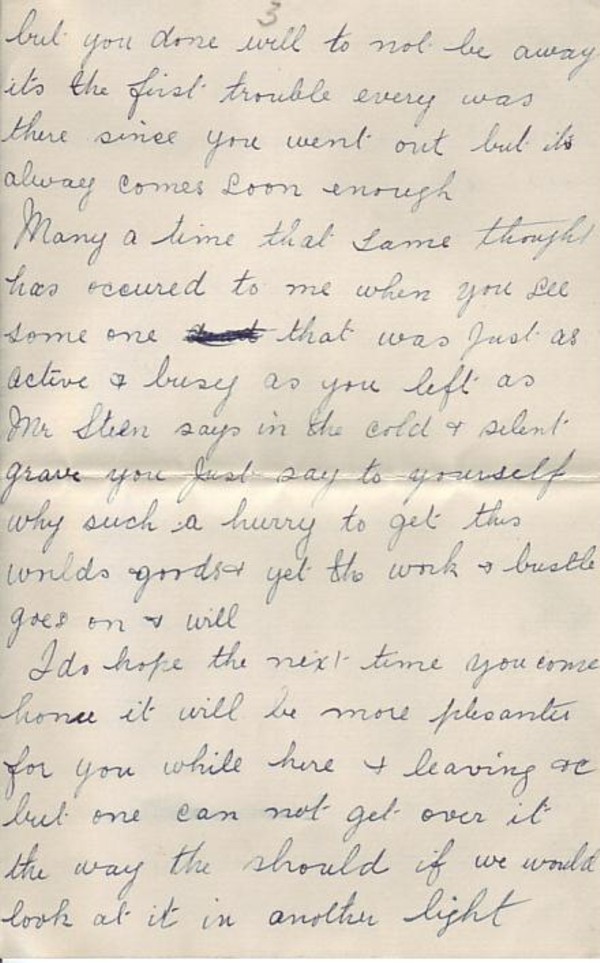 3
but you done well to not be away
its the first trouble every was
there since you went out but its
alway comes soon enough
Many a time that same thought
has occured to me when you see
some one that was just as
active & busy as you left as
Mr Steen says in the cold & silent
grave you just say to yourself
why such a hurry to get this
worlds goods & yet the work & bustle
goes on & will
I do hope the next time you come
home it will be more plesanter
for you while here & leaving &c
but one can not get over it
the way the should if we would
look at it in another light